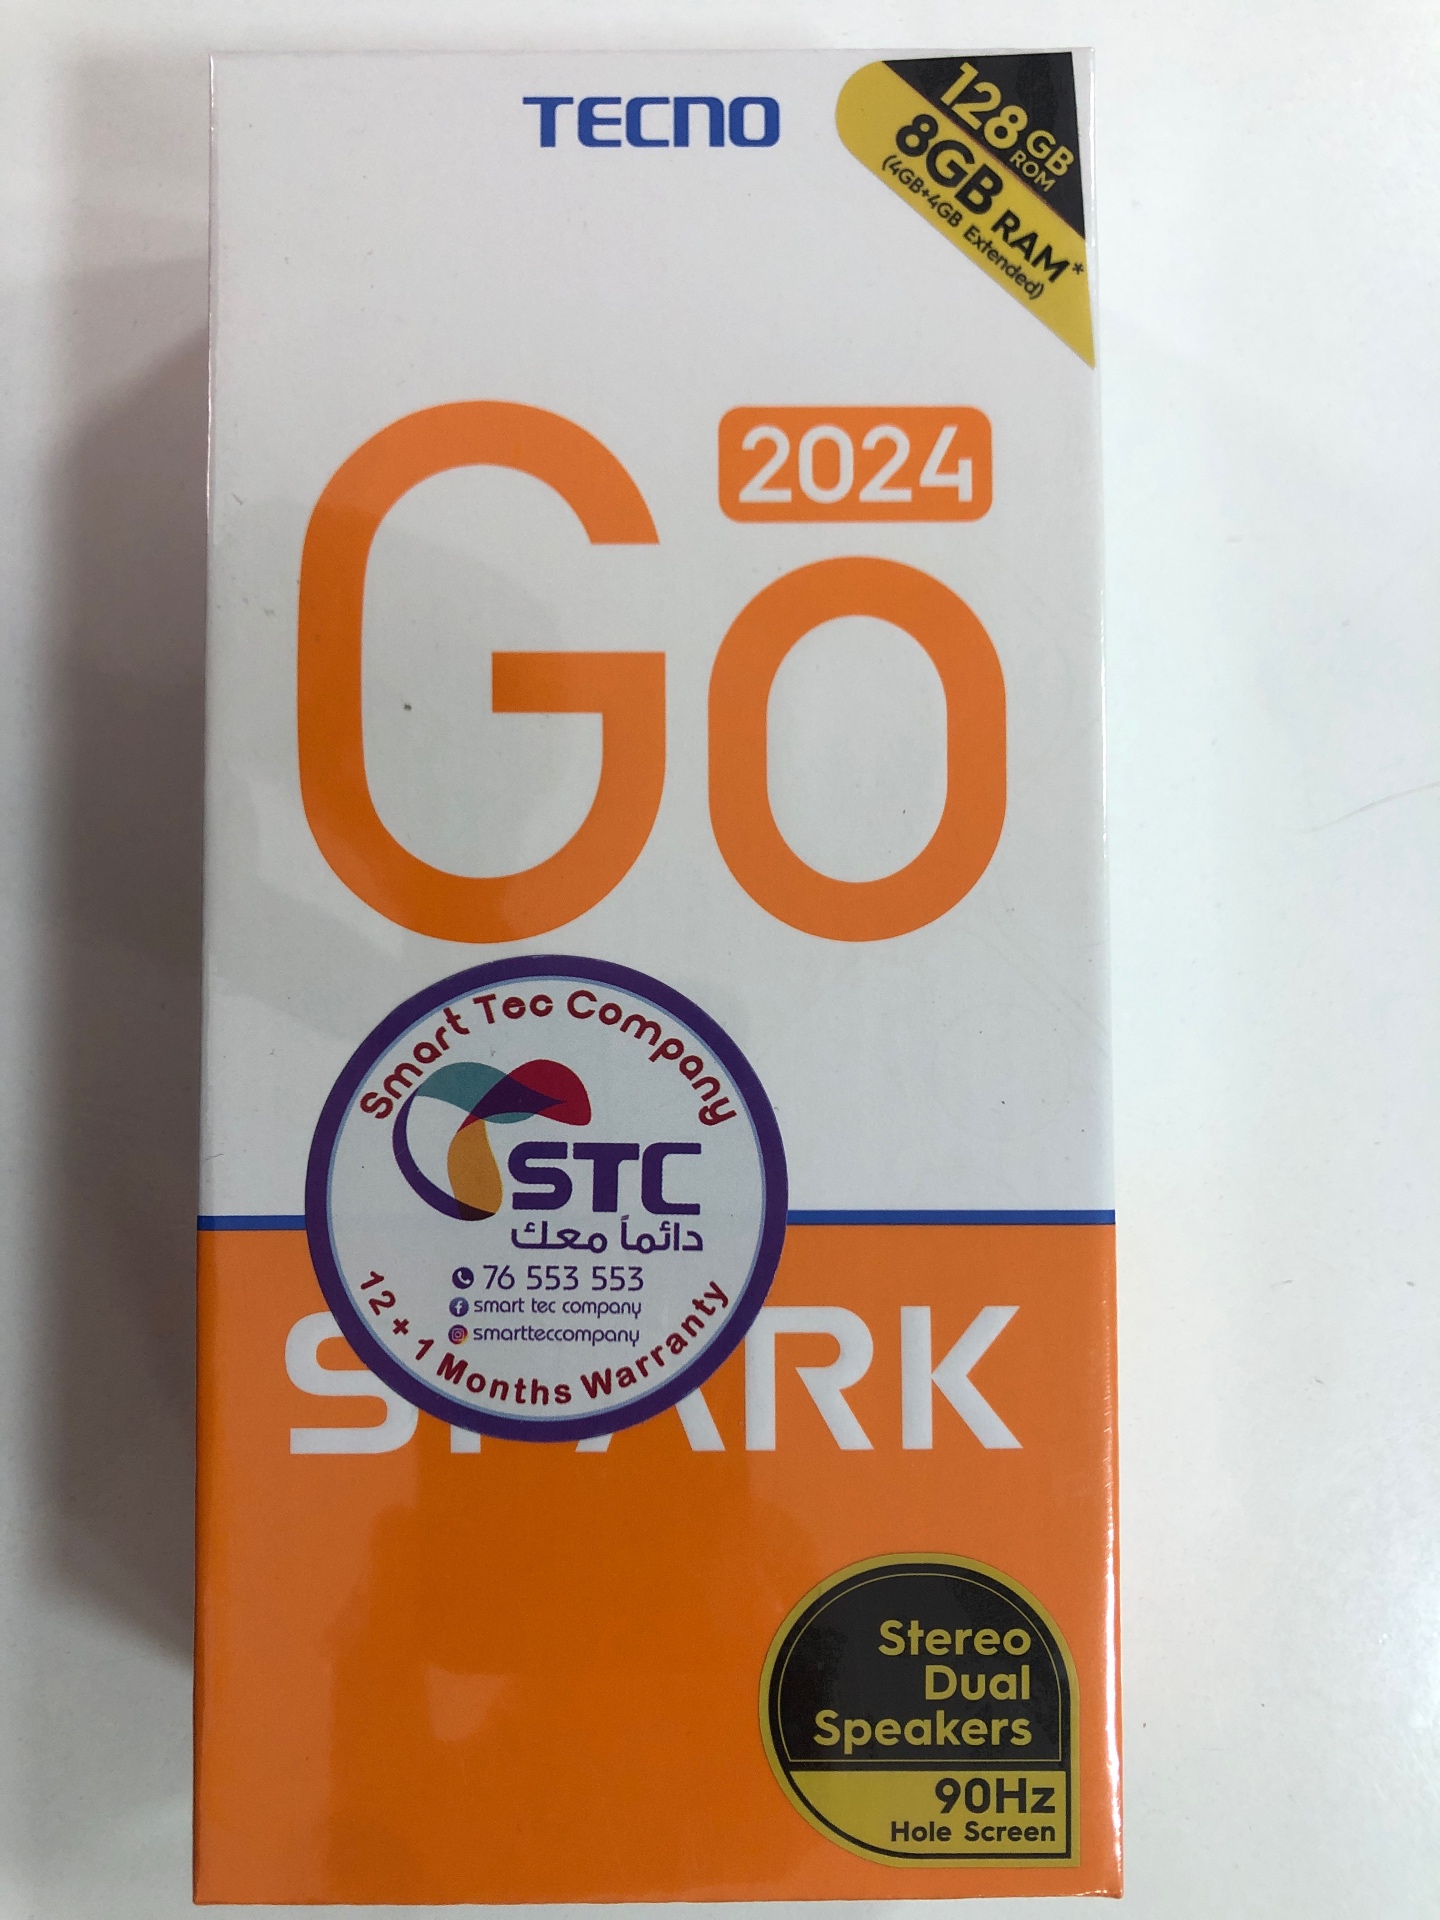 TECNO
128GB
ROM
8GB RAM*
(4GB+4GB Extended)
Go
2024
Smart Tec Company
STC
دائماً معك
76 553 553
smart tec company
smartteccompany
12 + 1 Months Warranty
SPARK
Stereo
Dual
Speakers
90Hz
Hole Screen